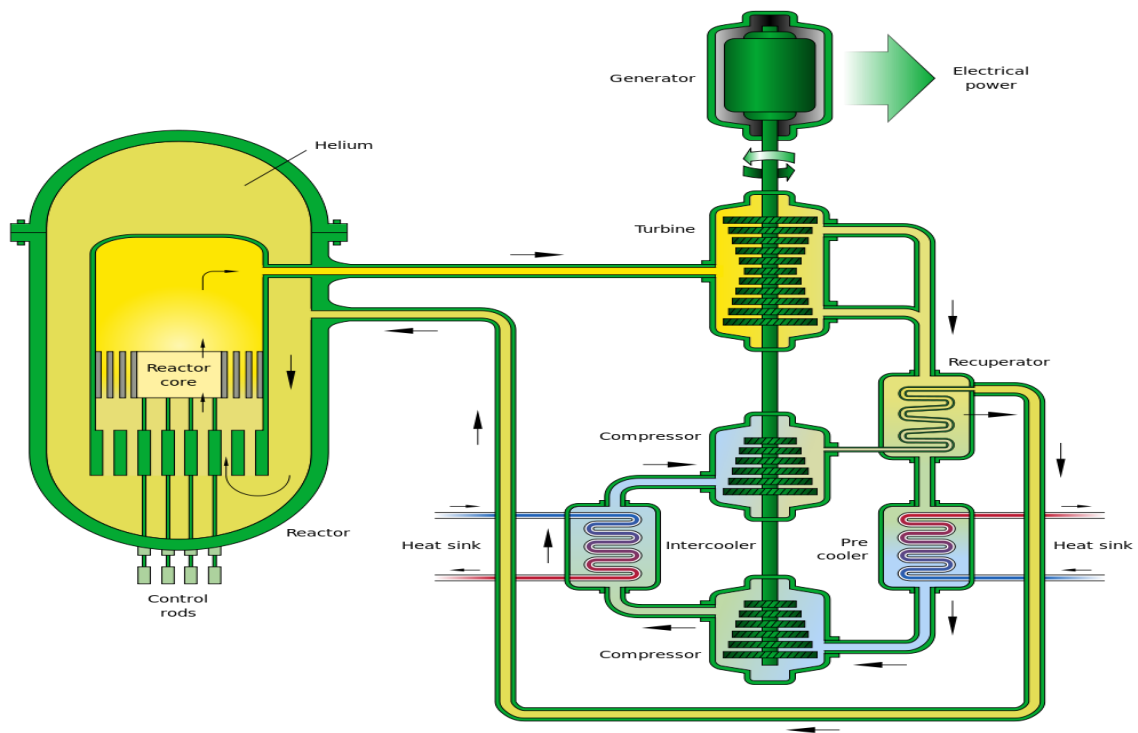 Generator
Electrical
power
Helium
Turbine
Recuperator
Reactor
core
Compressor
Reactor
Heat sink
Intercooler
Pre
cooler
Heat sink
Control
rods
Compressor